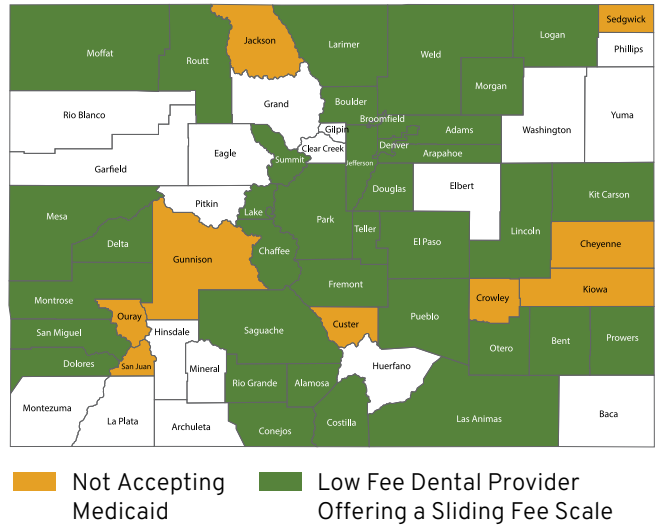 Sedgwick
Jackson
Moffat
Larimer
Logan
Routt
Weld
Phillips
Morgan
Grand
Boulder
Rio Blanco
Broomfield
Yuma
Gilpin
Adams
Washington
Clear Creek
Denver
Eagle
Arapahoe
Summit
Jefferson
Garfield
Elbert
Douglas
Kit Carson
Pitkin
Lake
Mesa
Park
Teller
Lincoln
Delta
El Paso
Chaffee
Cheyenne
Gunnison
Fremont
Kiowa
Crowley
Montrose
Ouray
Pueblo
Custer
Hinsdale
Saguache
San Miguel
Bent
Prowers
Otero
Dolores
San Juan
Huerfano
Mineral
Rio Grande
Alamosa
Montezuma
Baca
La Plata
Costilla
Las Animas
Archuleta
Conejos
Not Accepting
Medicaid
Low Fee Dental Provider
Offering a Sliding Fee Scale